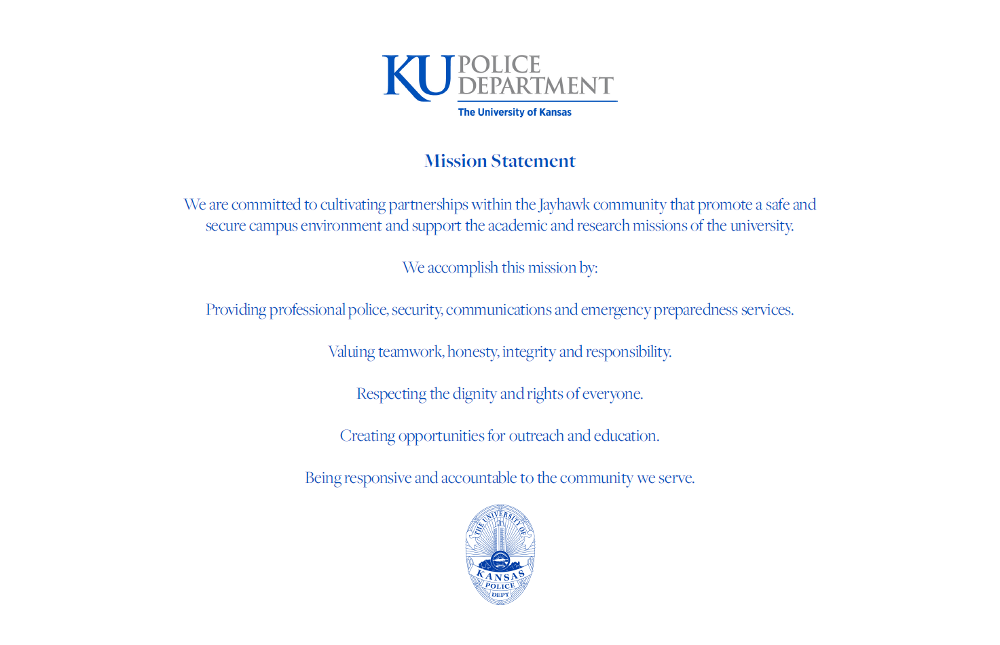 KU POLICE
DEPARTMENT
The University of Kansas
Mission Statement
We are committed to cultivating partnerships within the Jayhawk community that promote a safe and
secure campus environment and support the academic and research missions of the university.
We accomplish this mission by:
Providing professional police, security, communications and emergency preparedness services.
Valuing teamwork, honesty, integrity and responsibility.
Respecting the dignity and rights of everyone.
Creating opportunities for outreach and education.
Being responsive and accountable to the community we serve.
THE UNIVERSITY OF
KANSAS
POLICE
DEPT